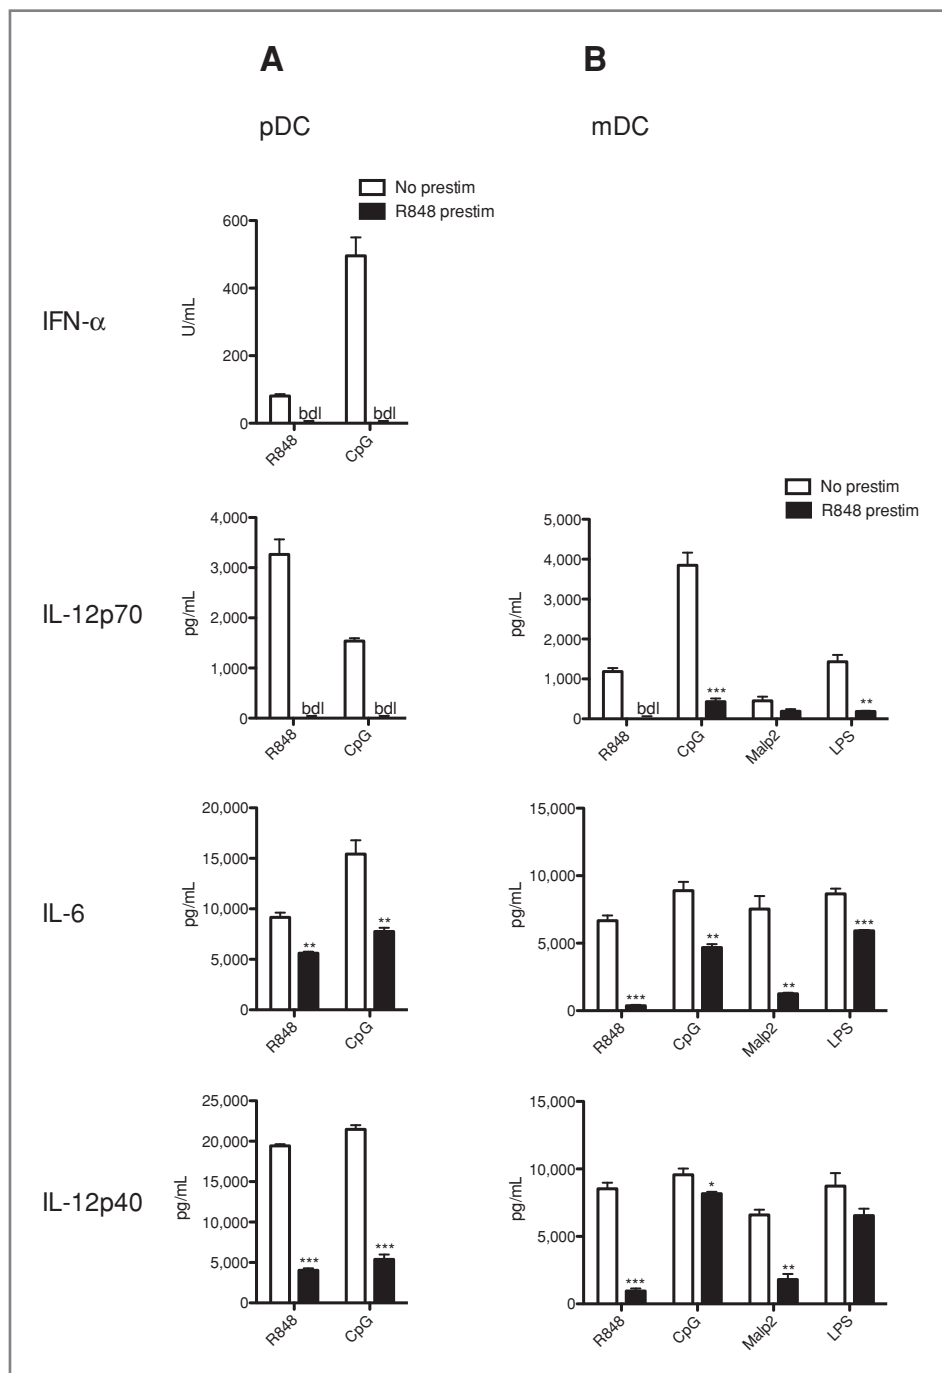 A
B
pDC
mDC
No prestim
R848 prestim
IFN-α
U/mL
600
400
200
0
bdl
bdl
R848
CpG
No prestim
R848 prestim
IL-12p70
pg/mL
4,000
3,000
2,000
1,000
0
bdl
bdl
R848
CpG
pg/mL
5,000
4,000
3,000
2,000
1,000
0
bdl
***
**
R848
CpG
Malp2
LPS
IL-6
pg/mL
20,000
15,000
10,000
5,000
0
**
**
R848
CpG
pg/mL
15,000
10,000
5,000
0
***
**
**
***
R848
CpG
Malp2
LPS
IL-12p40
pg/mL
25,000
20,000
15,000
10,000
5,000
0
***
***
R848
CpG
pg/mL
15,000
10,000
5,000
0
***
*
**
R848
CpG
Malp2
LPS